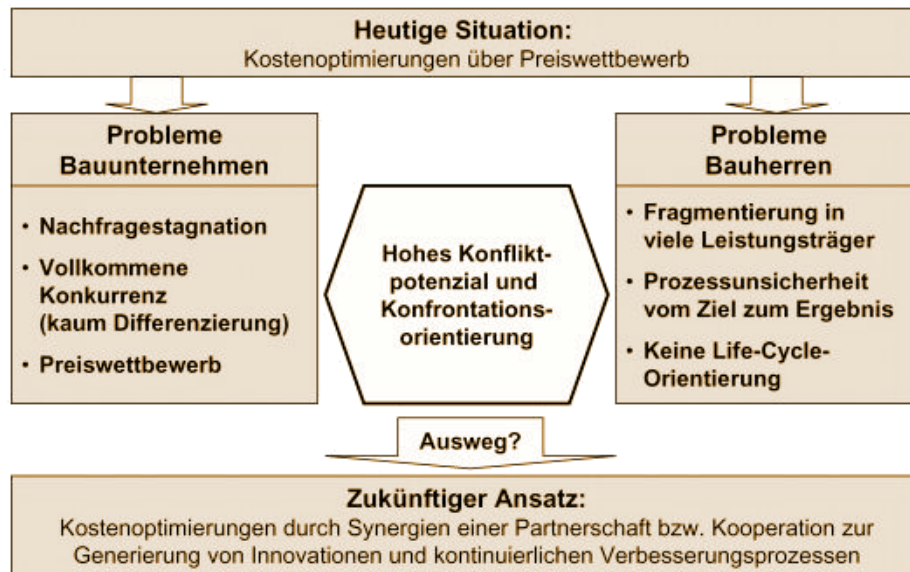 Heutige Situation:
Kostenoptimierungen über Preiswettbewerb
Probleme
Bauunternehmen
• Nachfragestagnation
• Vollkommene
Konkurrenz
(kaum Differenzierung)
• Preiswettbewerb
Hohes Konflikt-
potenzial und
Konfrontations-
orientierung
Probleme
Bauherren
• Fragmentierung in
viele Leistungsträger
• Prozessunsicherheit
vom Ziel zum Ergebnis
• Keine Life-Cycle-
Orientierung
Ausweg?
Zukünftiger Ansatz:
Kostenoptimierungen durch Synergien einer Partnerschaft bzw. Kooperation zur
Generierung von Innovationen und kontinuierlichen Verbesserungsprozessen